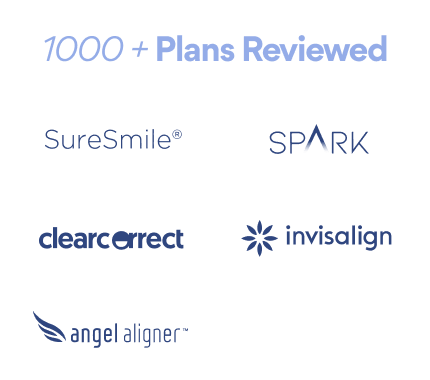 1000 + Plans Reviewed
SureSmile®
SPARK
clearcorrect
invisalign
angel aligner™